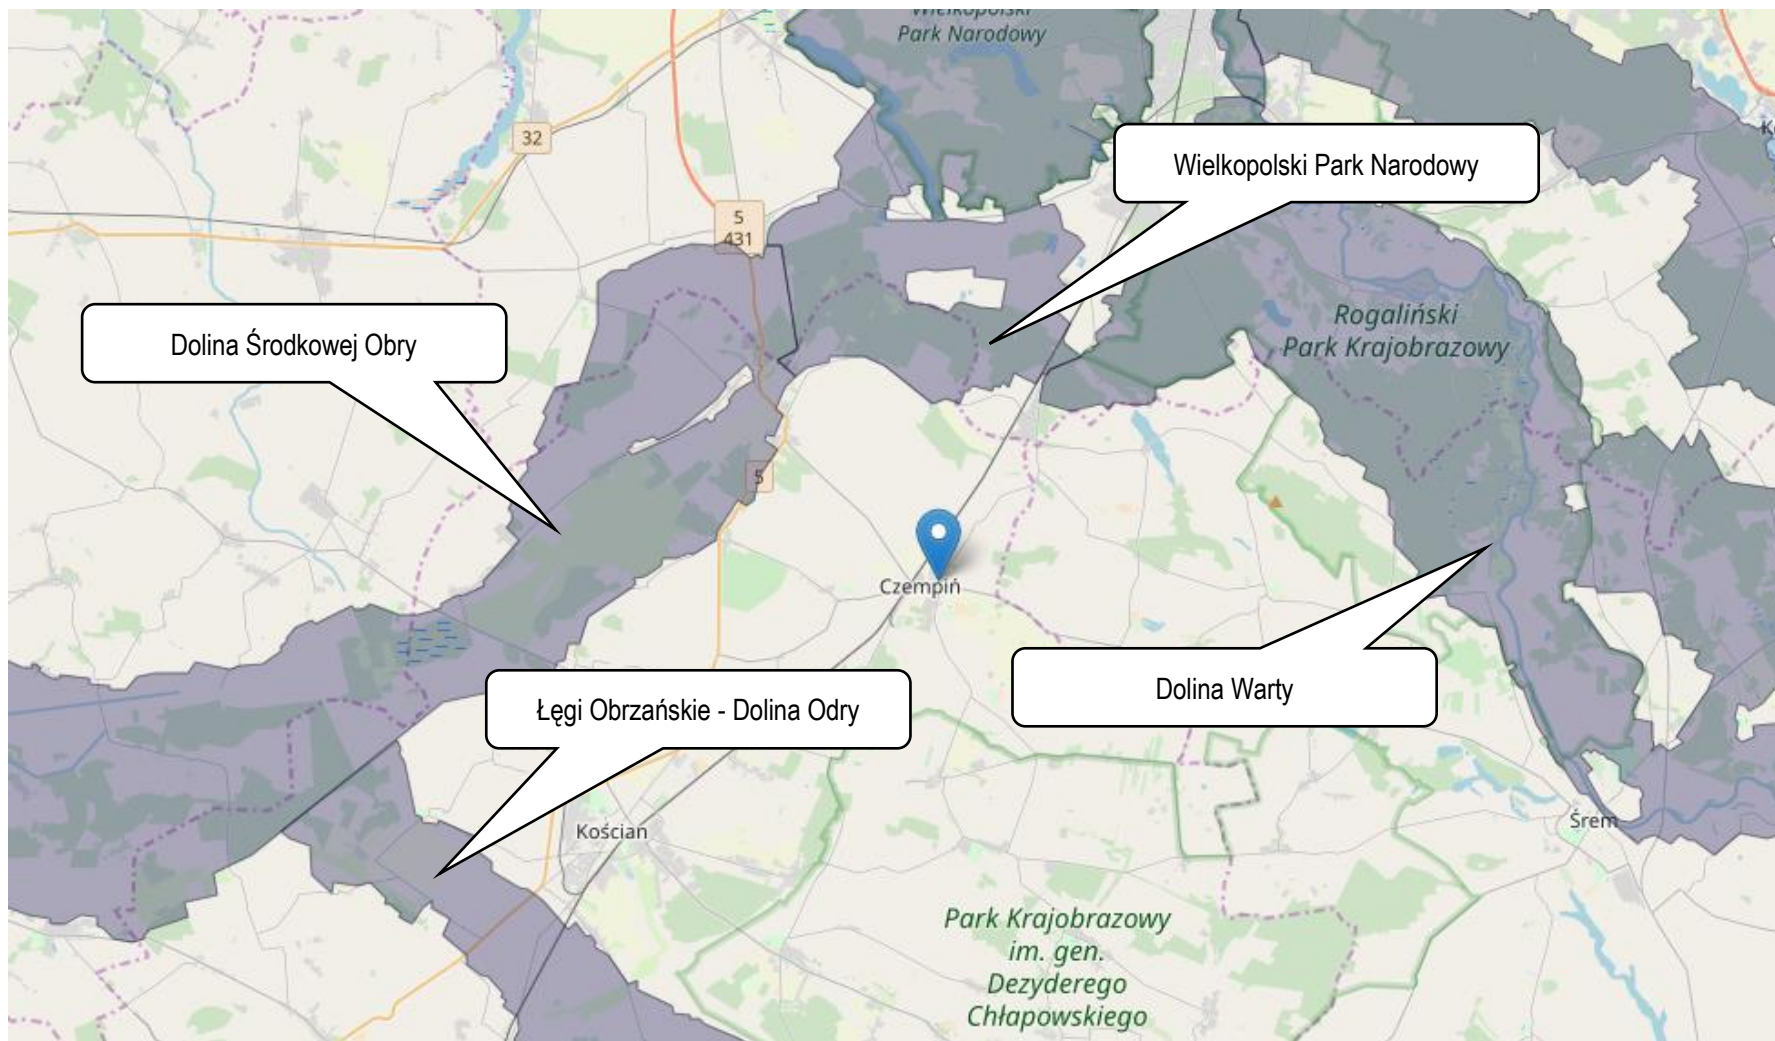 Wielkopolski
Park Narodowy
32
Wielkopolski Park Narodowy
5
431
Dolina Środkowej Obry
Rogaliński
Park Krajobrazowy
5
Czempiń
Łęgi Obrzańskie - Dolina Odry
Dolina Warty
Kościan
Śrem
Park Krajobrazowy
im. gen.
Dezyderego
Chłapowskiego